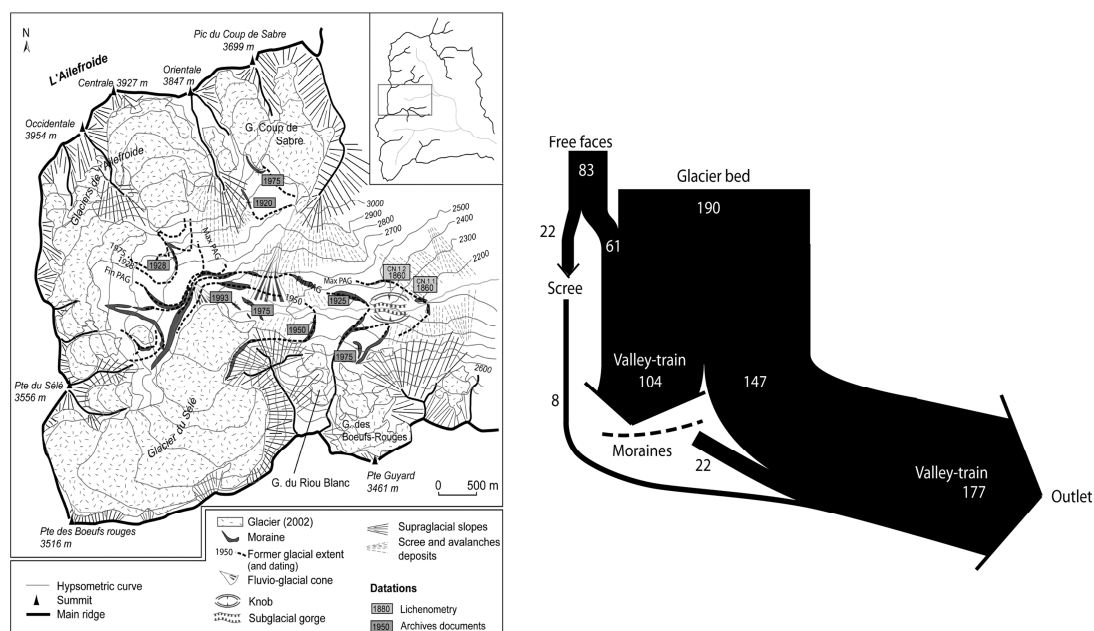 N
Pic du Coup de Sabre
3699 m
L'Ailefroide
Orientale
3847 m
Centrale 3927 m
Occidentale
3954 m
G. Coup de
Sabre
Glaciers de l'Ailefroide
1975
1920
3000
2900
2800
2700
2500
2400
2300
2200
1975
1928
Fin PAG
1928
Max PAG
Max PAG
CN.1.2
1860
CN.1.1
1860
1993
1950
1925
1975
1950
1975
2600
Pte du Sélé
3556 m
Glacier du Sélé
G. des
Boeufs-Rouges
G. du Riou Blanc
Pte Guyard
3461 m
0 500 m
Pte des Boeufs rouges
3516 m
Hypsometric curve
Summit
Main ridge
Glacier (2002)
Moraine
1950 Former glacial extent
(and dating)
Fluvio-glacial cone
Knob
Subglacial gorge
Supraglacial slopes
Scree and avalanches
deposits
Datations
1880 Lichenometry
1950 Archives documents
Free faces
83
Glacier bed
190
22
61
Scree
Valley-train
104
147
8
Moraines
22
Valley-train
177
Outlet